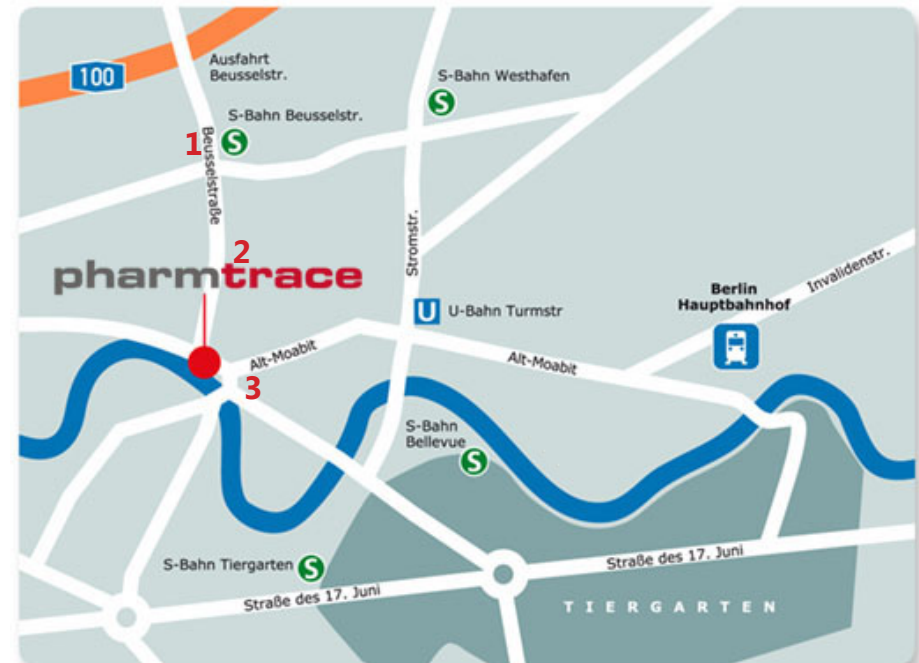 100
Ausfahrt
Beusselstr.
S-Bahn Westhafen
S
S-Bahn Beusselstr.
S
1
Beusselstraße
Stromstr.
2
pharmtrace
Invalidenstr.
Berlin
Hauptbahnhof
U
U-Bahn Turmstr
Alt-Moabit
Alt-Moabit
3
S-Bahn
Bellevue
S
S-Bahn Tiergarten
S
Straße des 17. Juni
Straße des 17. Juni
TIERGARTEN